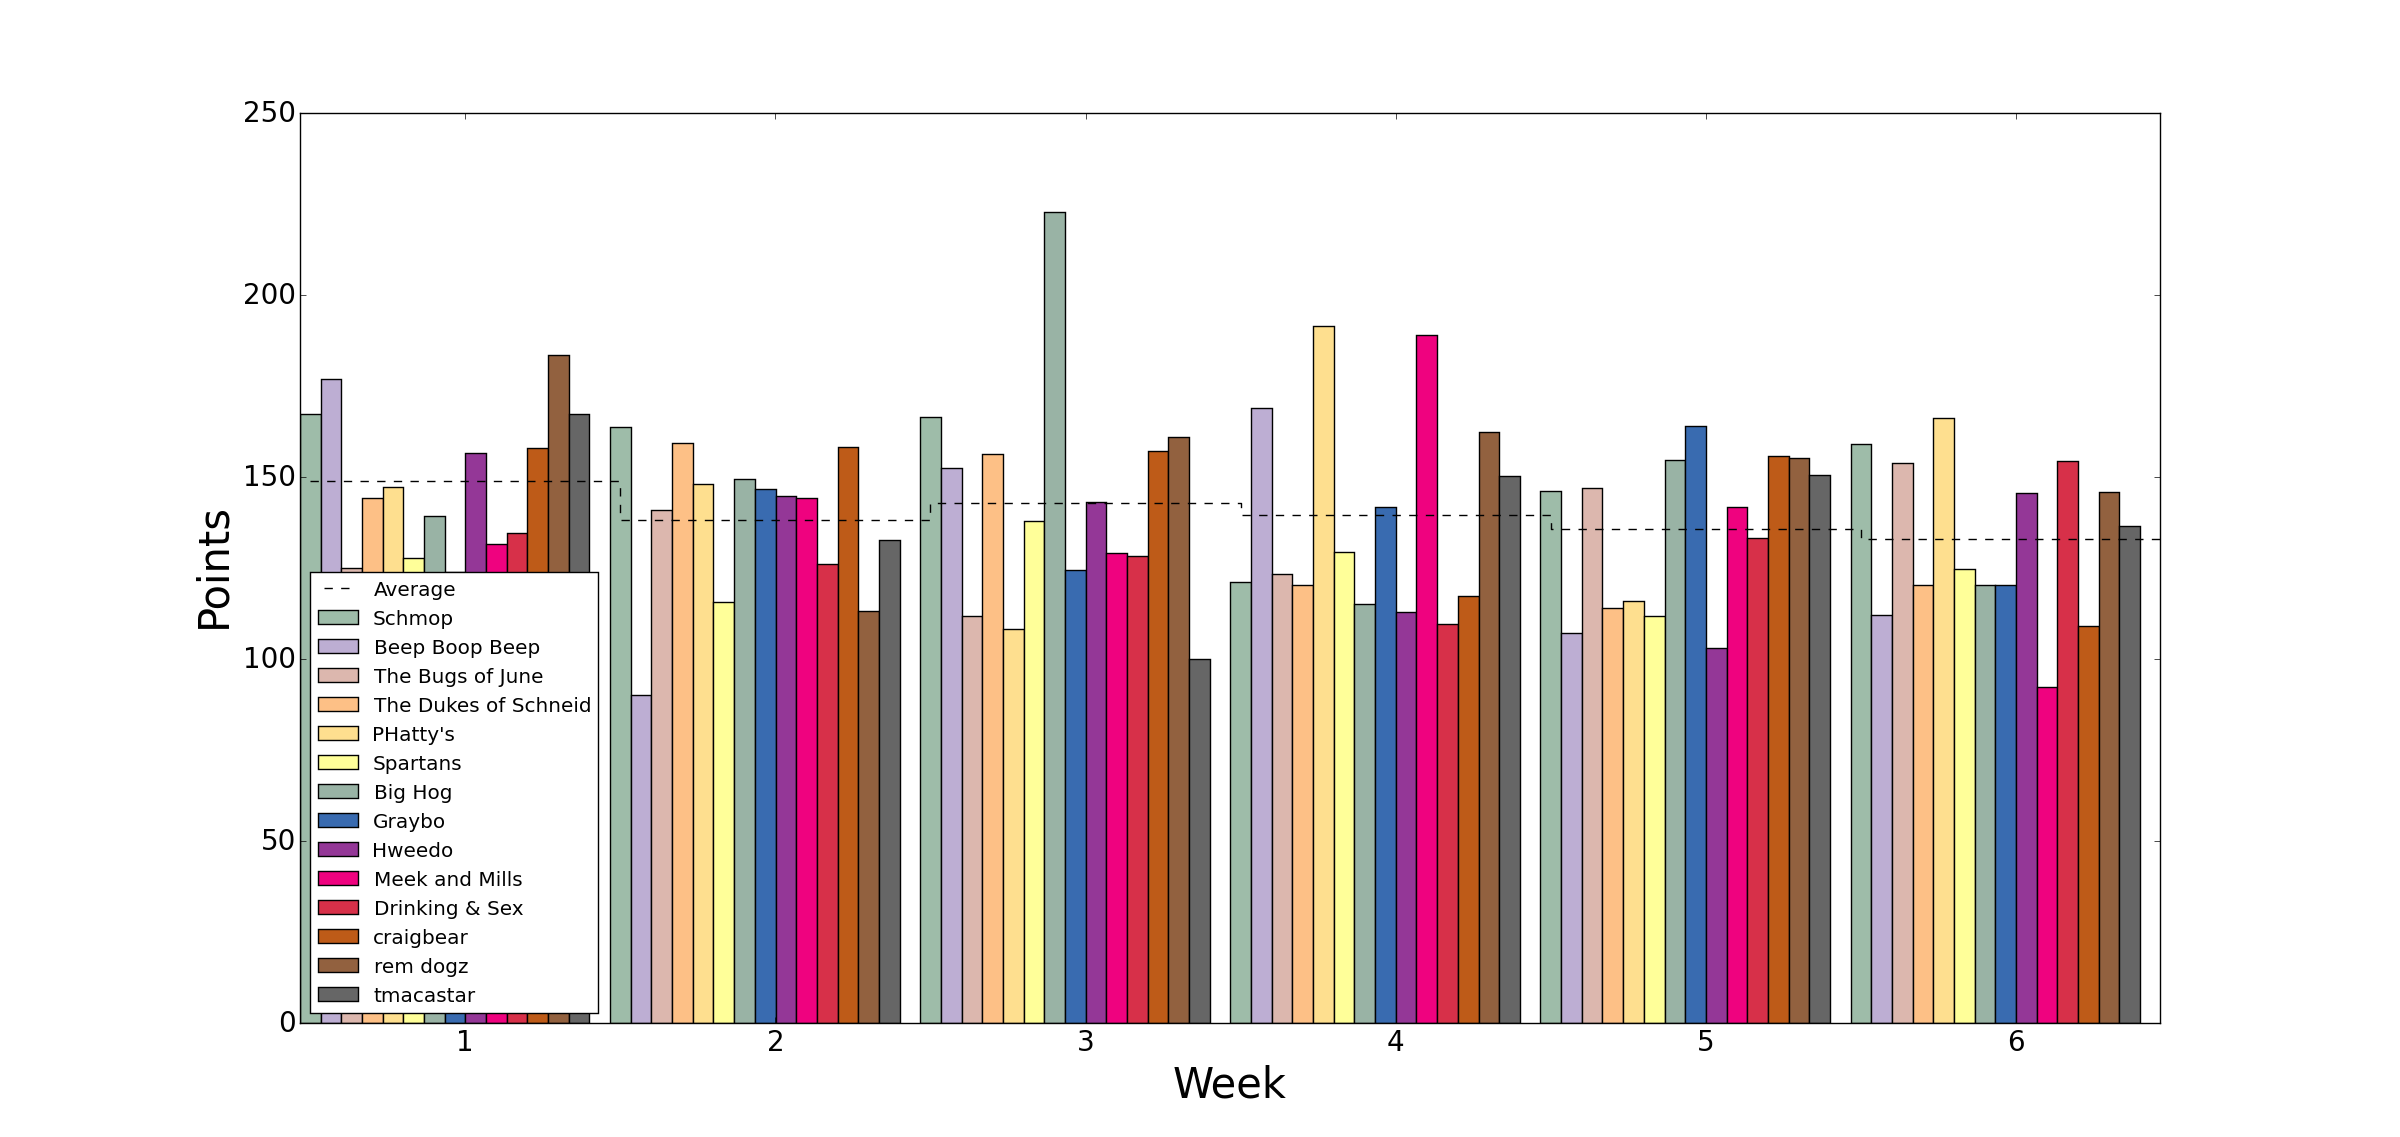 250
200
150
100
50
0
Points
Average
Schmop
Beep Boop Beep
The Bugs of June
The Dukes of Schneid
PHatty's
Spartans
Big Hog
Graybo
Hweedo
Meek and Mills
Drinking & Sex
craigbear
rem dogz
tmacastar
1 2 3 4 5 6
Week